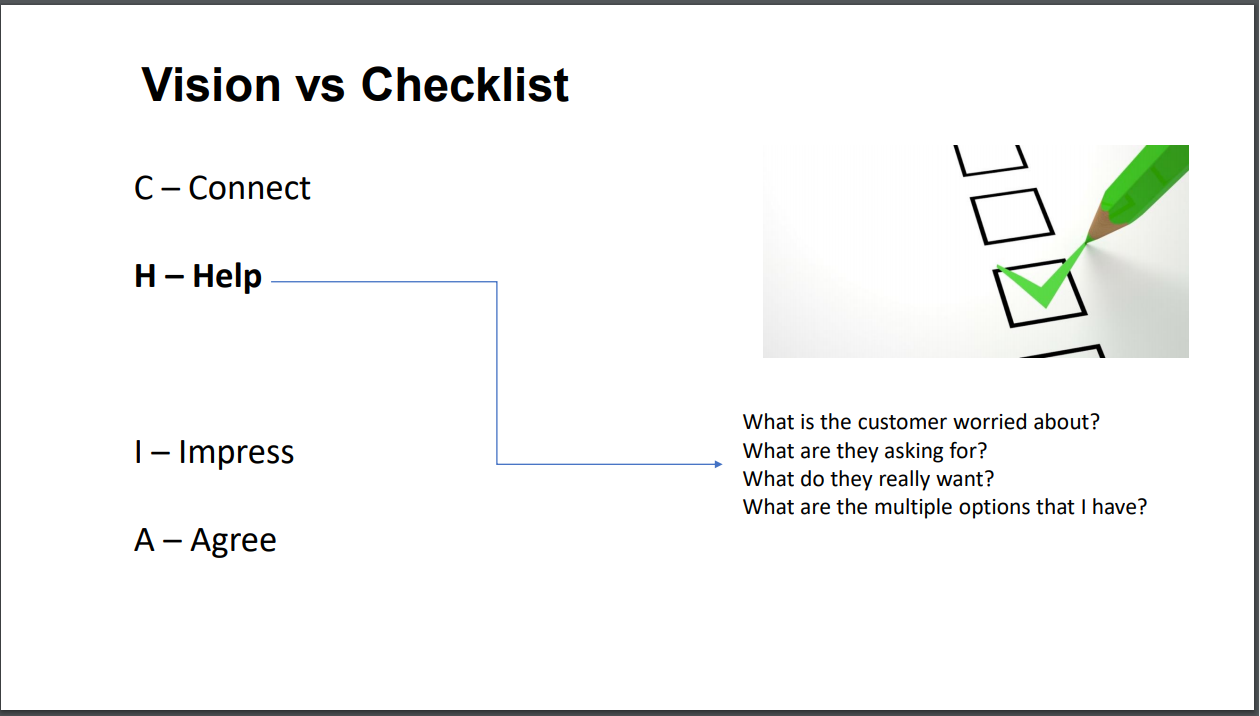 Vision vs Checklist
C – Connect
H – Help
I – Impress
A – Agree
What is the customer worried about?
What are they asking for?
What do they really want?
What are the multiple options that I have?